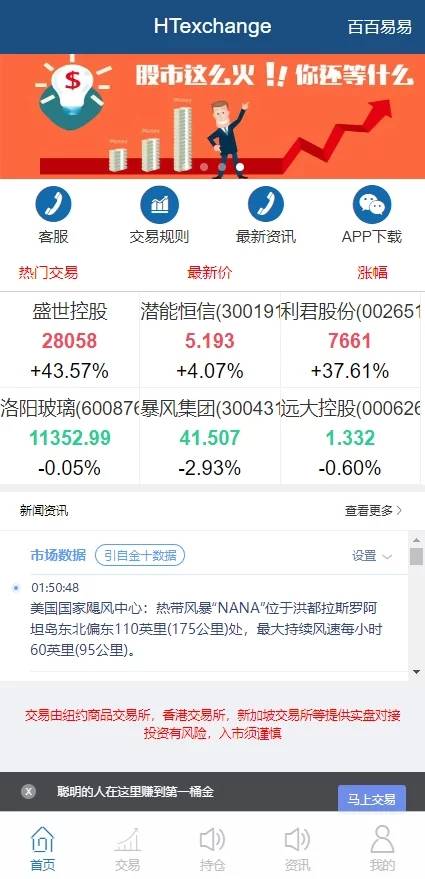 HTexchange
百百易易
股市这么火!!你还等什么
客服
交易规则
最新资讯
APP下载
热门交易
最新价
涨幅
盛世控股
潜能恒信(300191
利君股份(002651
28058
5.193
7661
+43.57%
+4.07%
+37.61%
洛阳玻璃(600876
暴风集团(300431
远大控股(000626
11352.99
41.507
1.332
-0.05%
-2.93%
-0.60%
新闻资讯
查看更多
市场数据
引自金十数据
设置
01:50:48
美国国家飓风中心：热带风暴“NANA”位于洪都拉斯罗阿
坦岛东北偏东110英里(175公里)处，最大持续风速每小时
60英里(95公里)。
交易由纽约商品交易所，香港交易所，新加坡交易所等提供实盘对接
投资有风险，入市须谨慎
聪明的人在这里赚到第一桶金
马上交易
首页
交易
持仓
资讯
我的